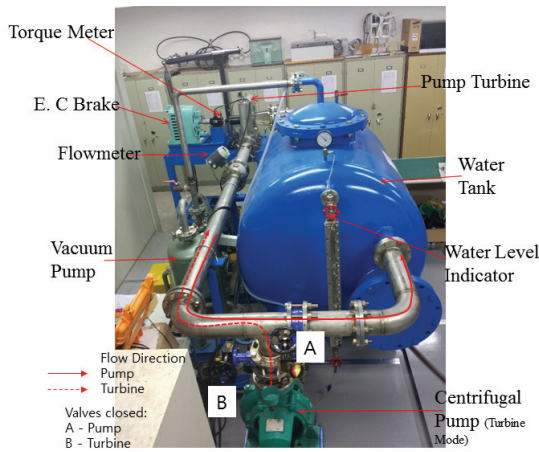 Torque Meter
E. C Brake
Flowmeter
Vacuum
Pump
Pump Turbine
Water
Tank
Water Level
Indicator
A
B
Centrifugal
Pump (Turbine
Mode)
Flow Direction
Pump
Turbine
Valves closed:
A - Pump
B - Turbine